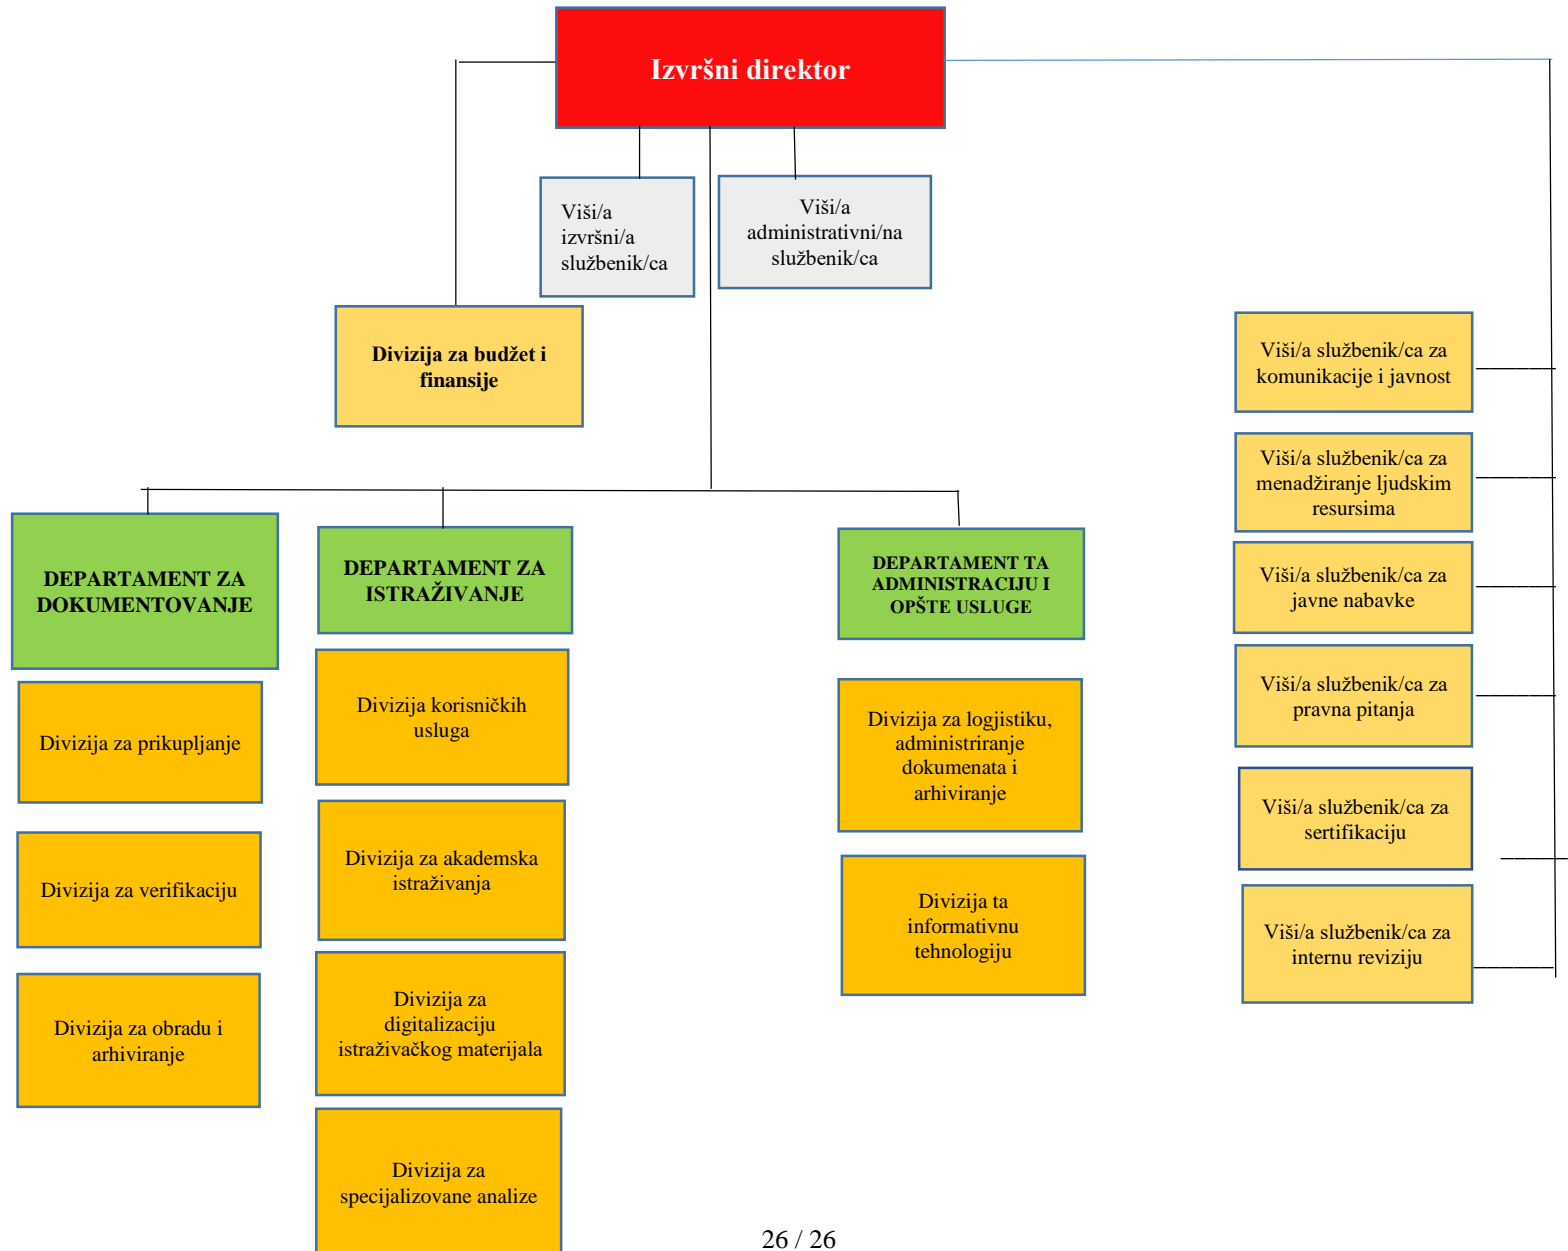 Izvršni direktor
Viši/a
izvršni/a
službenik/ca
Viši/a
administrativni/na
službenik/ca
Divizija za budžet i
finansije
Viši/a službenik/ca za
komunikacije i javnost
Viši/a službenik/ca za
menadžiranje ljudskim
resursima
Viši/a službenik/ca za
javne nabavke
Viši/a službenik/ca za
pravna pitanja
Viši/a službenik/ca za
sertifikaciju
Viši/a službenik/ca za
internu reviziju
DEPARTAMENT ZA
DOKUMENTOVANJE
Divizija za prikupljanje
Divizija za verifikaciju
Divizija za obradu i
arhiviranje
DEPARTAMENT ZA
ISTRAŽIVANJE
Divizija korisničkih
usluga
Divizija za akademska
istraživanja
Divizija za
digitalizaciju
istraživačkog materijala
Divizija za
specijalizovane analize
DEPARTAMENT TA
ADMINISTRACIJU I
OPŠTE USLUGE
Divizija za logjistiku,
administriranje
dokumenata i
arhiviranje
Divizija ta
informativnu
tehnologiju
26 / 26